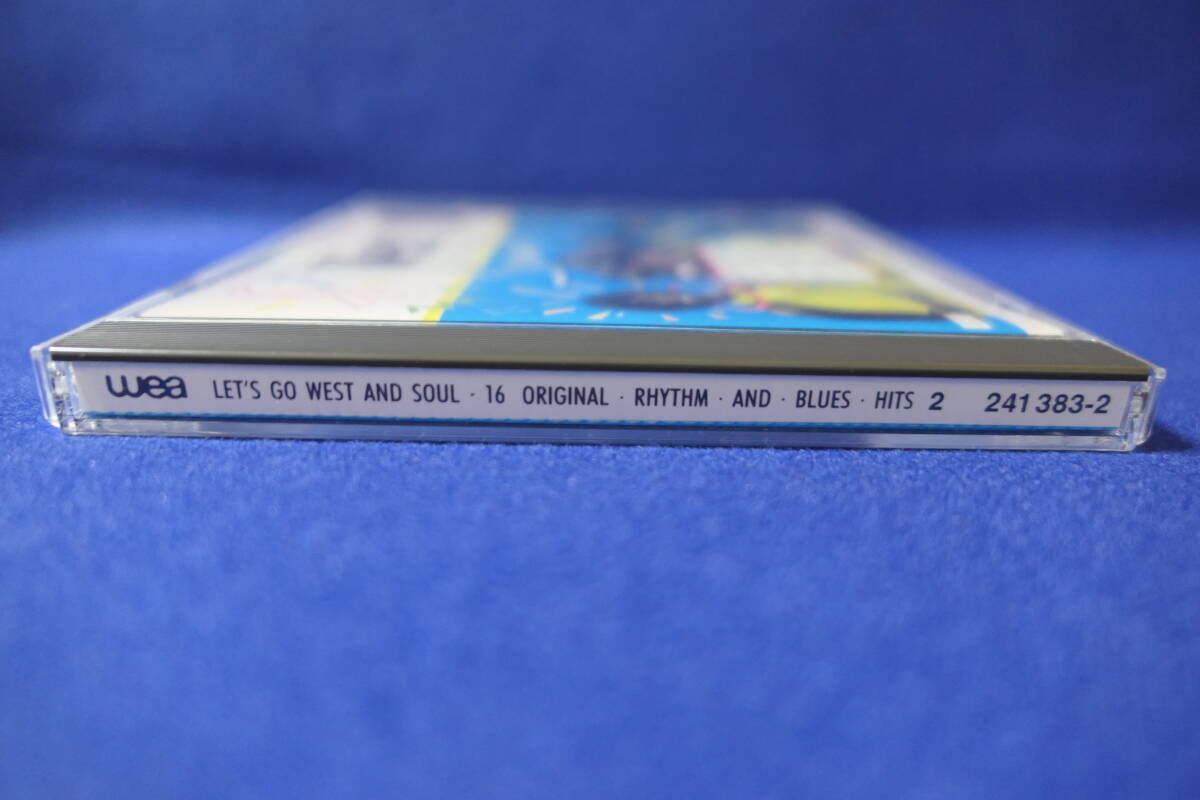 wea LET'S GO WEST AND SOUL · 16 ORIGINAL · RHYTHM · AND · BLUES · HITS 2 241 383-2